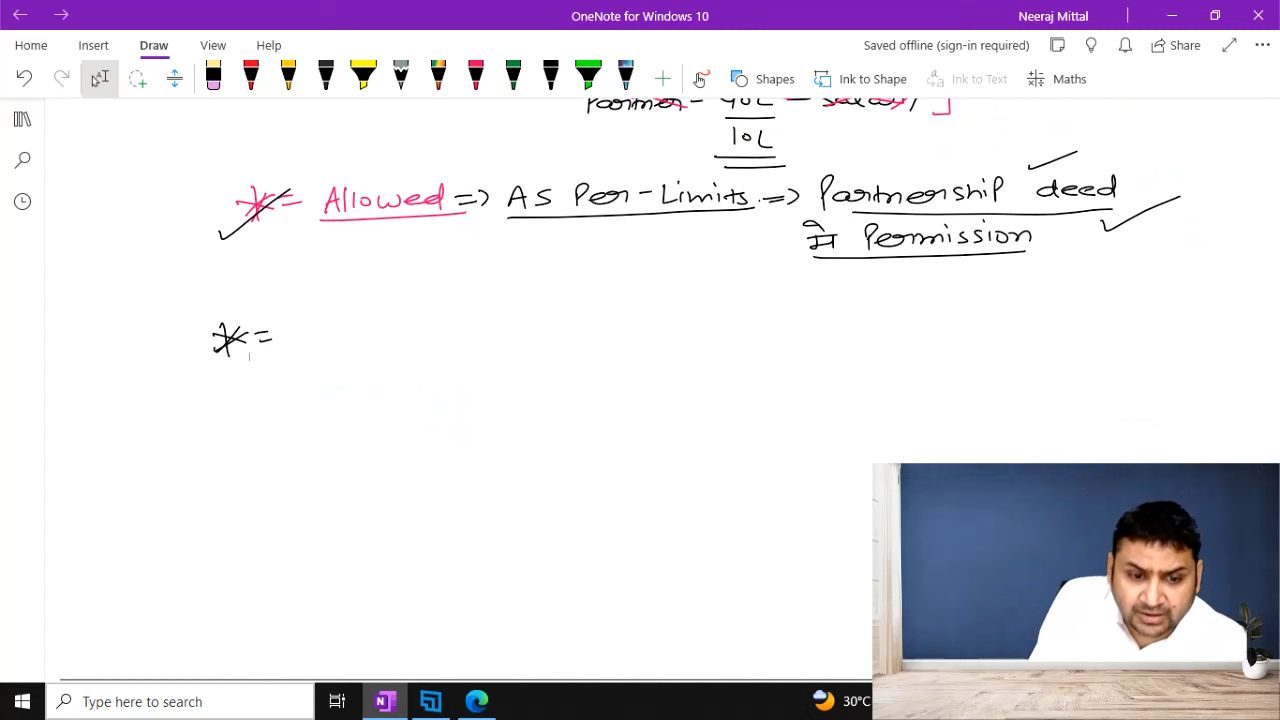 OneNote for Windows 10
Neeraj Mittal
Home Insert Draw View Help
Saved offline (sign-in required) Share
Shapes Ink to Shape Ink to Text Maths
10L
*= Allowed => AS Per-Limits => Partnership deed
में Permission
*=
Type here to search
30°C